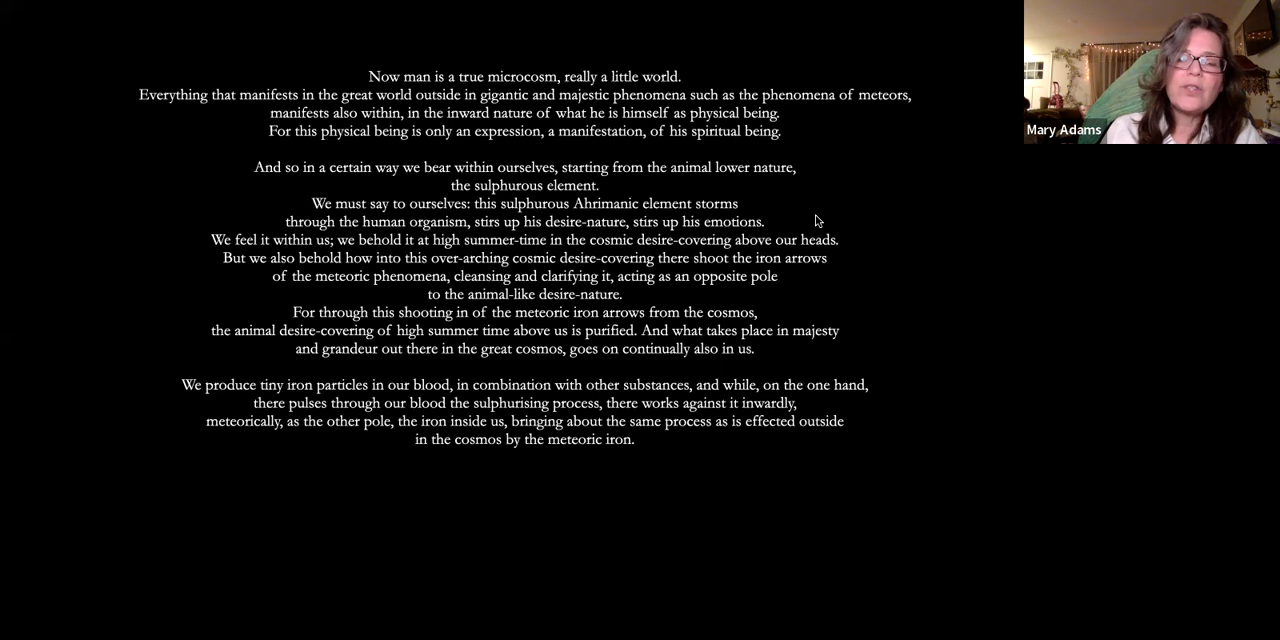 Now man is a true microcosm, really a little world.
Everything that manifests in the great world outside in gigantic and majestic phenomena such as the phenomena of meteors,
manifests also within, in the inward nature of what he is himself as physical being.
For this physical being is only an expression, a manifestation, of his spiritual being.
And so in a certain way we bear within ourselves, starting from the animal lower nature,
the sulphurous element.
We must say to ourselves: this sulphurous Ahrimanic element storms
through the human organism, stirs up his desire-nature, stirs up his emotions.
We feel it within us; we behold it at high summer-time in the cosmic desire-covering above our heads.
But we also behold how into this over-arching cosmic desire-covering there shoot the iron arrows
of the meteoric phenomena, cleansing and clarifying it, acting as an opposite pole
to the animal-like desire-nature.
For through this shooting in of the meteoric iron arrows from the cosmos,
the animal desire-covering of high summer time above us is purified. And what takes place in majesty
and grandeur out there in the great cosmos, goes on continually also in us.
We produce tiny iron particles in our blood, in combination with other substances, and while, on the one hand,
there pulses through our blood the sulphurising process, there works against it inwardly,
meteorically, as the other pole, the iron inside us, bringing about the same process as is effected outside
in the cosmos by the meteoric iron.
Mary Adams